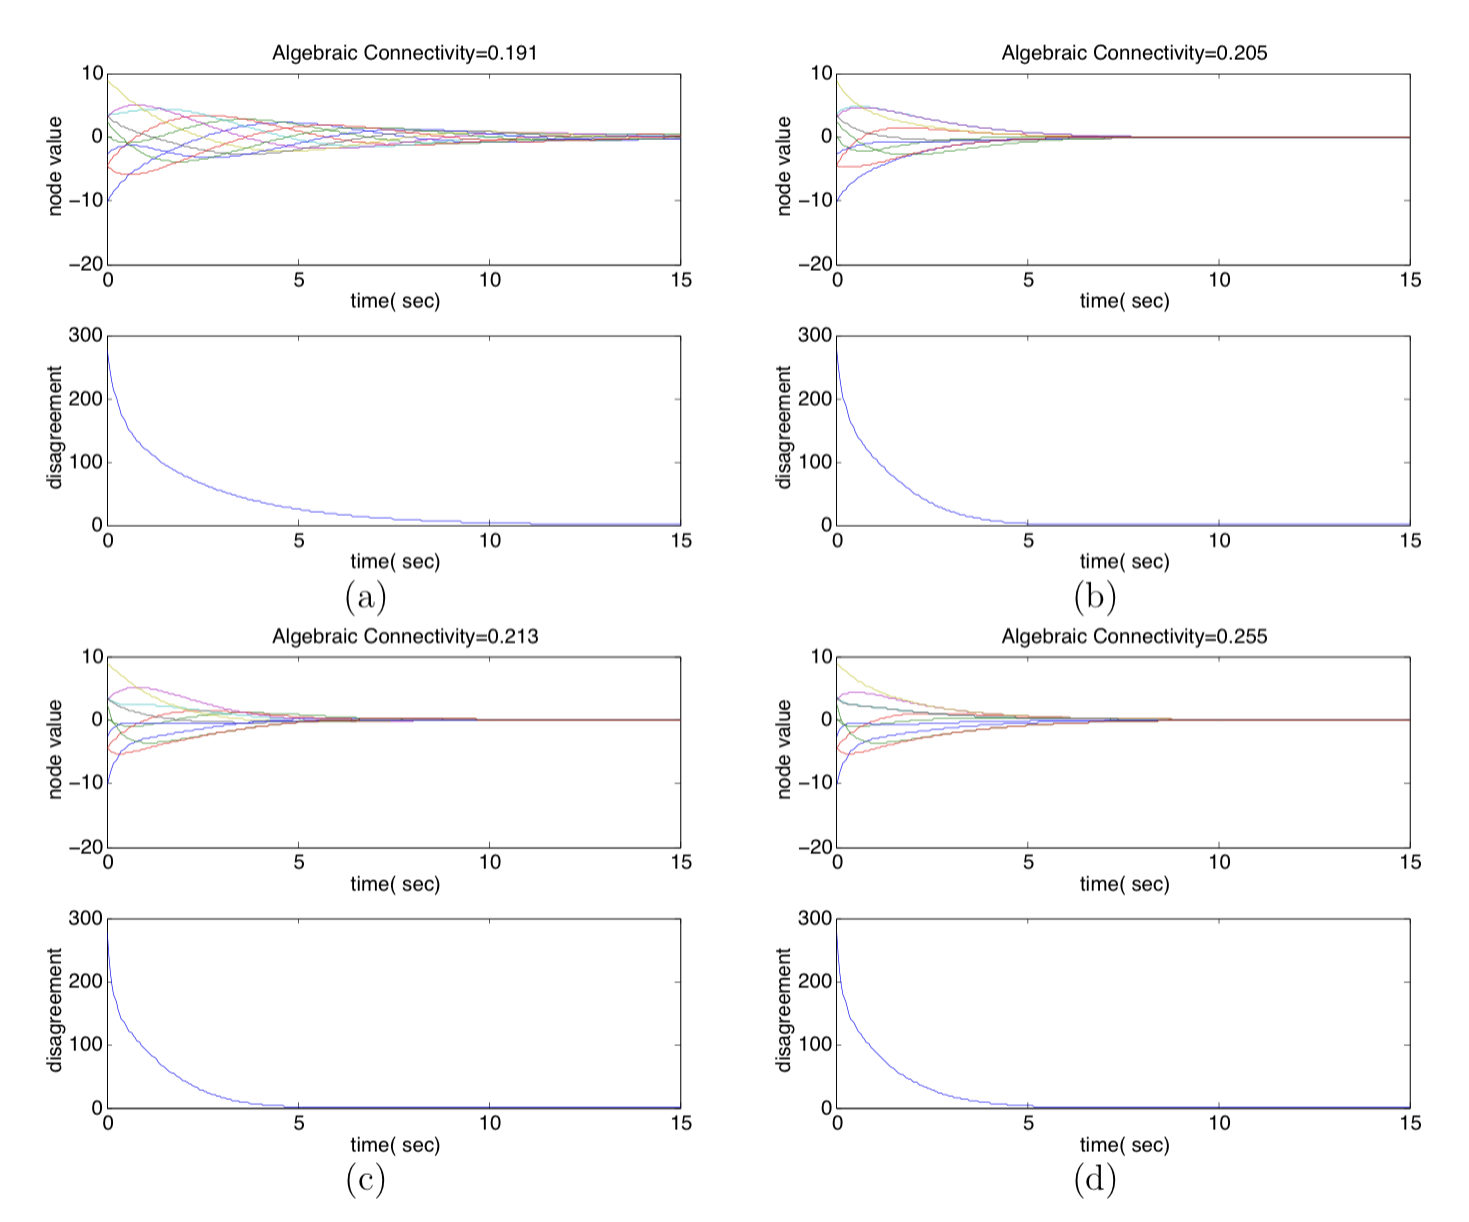 Algebraic Connectivity=0.191
10
0
−10
−20
node value
0 5 10 15
time( sec)
300
200
100
0
disagreement
0 5 10 15
time( sec)
(a)
Algebraic Connectivity=0.205
10
0
−10
−20
node value
0 5 10 15
time( sec)
300
200
100
0
disagreement
0 5 10 15
time( sec)
(b)
Algebraic Connectivity=0.213
10
0
−10
−20
node value
0 5 10 15
time( sec)
300
200
100
0
disagreement
0 5 10 15
time( sec)
(c)
Algebraic Connectivity=0.255
10
0
−10
−20
node value
0 5 10 15
time( sec)
300
200
100
0
disagreement
0 5 10 15
time( sec)
(d)